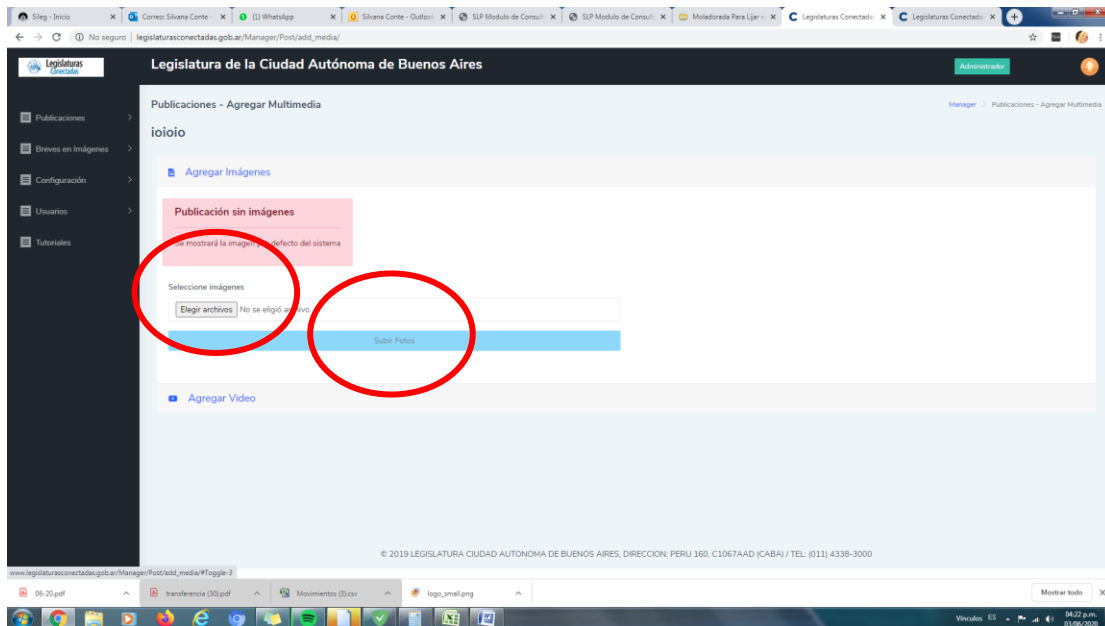 Sileg - Inicio
Correo: Silvana Conte -
(1) WhatsApp
Silvana Conte - Outloo
SLP Modulo de Consult
SLP Modulo de Consult
Moladorada Para Lijar
Legislaturas Conectada
Legislaturas Conectada
No seguro | legislaturasconectadas.gob.ar/Manager/Post/add_media/
Legislaturas
Conectadas
Legislatura de la Ciudad Autónoma de Buenos Aires
Administrador
Publicaciones - Agregar Multimedia
Manager > Publicaciones - Agregar Multimedia
ioioio
Publicaciones
Breves en Imágenes
Configuración
Usuarios
Tutoriales
Agregar Imágenes
Publicación sin imágenes
Se mostrará la imagen por defecto del sistema
Seleccione imágenes
Elegir archivos No se eligió archivo
Subir Fotos
Agregar Video
© 2019 LEGISLATURA CIUDAD AUTONOMA DE BUENOS AIRES, DIRECCION: PERU 160, C1067AAD (CABA) / TEL: (011) 4338-3000
www.legislaturasconectadas.gob.ar/Manager/Post/add_media/#Toggle-3
06-20.pdf
transferencia (30).pdf
Movimientos (3).csv
logo_small.png
Mostrar todo
Vínculos
ES
04:22 p.m.
03/06/2020